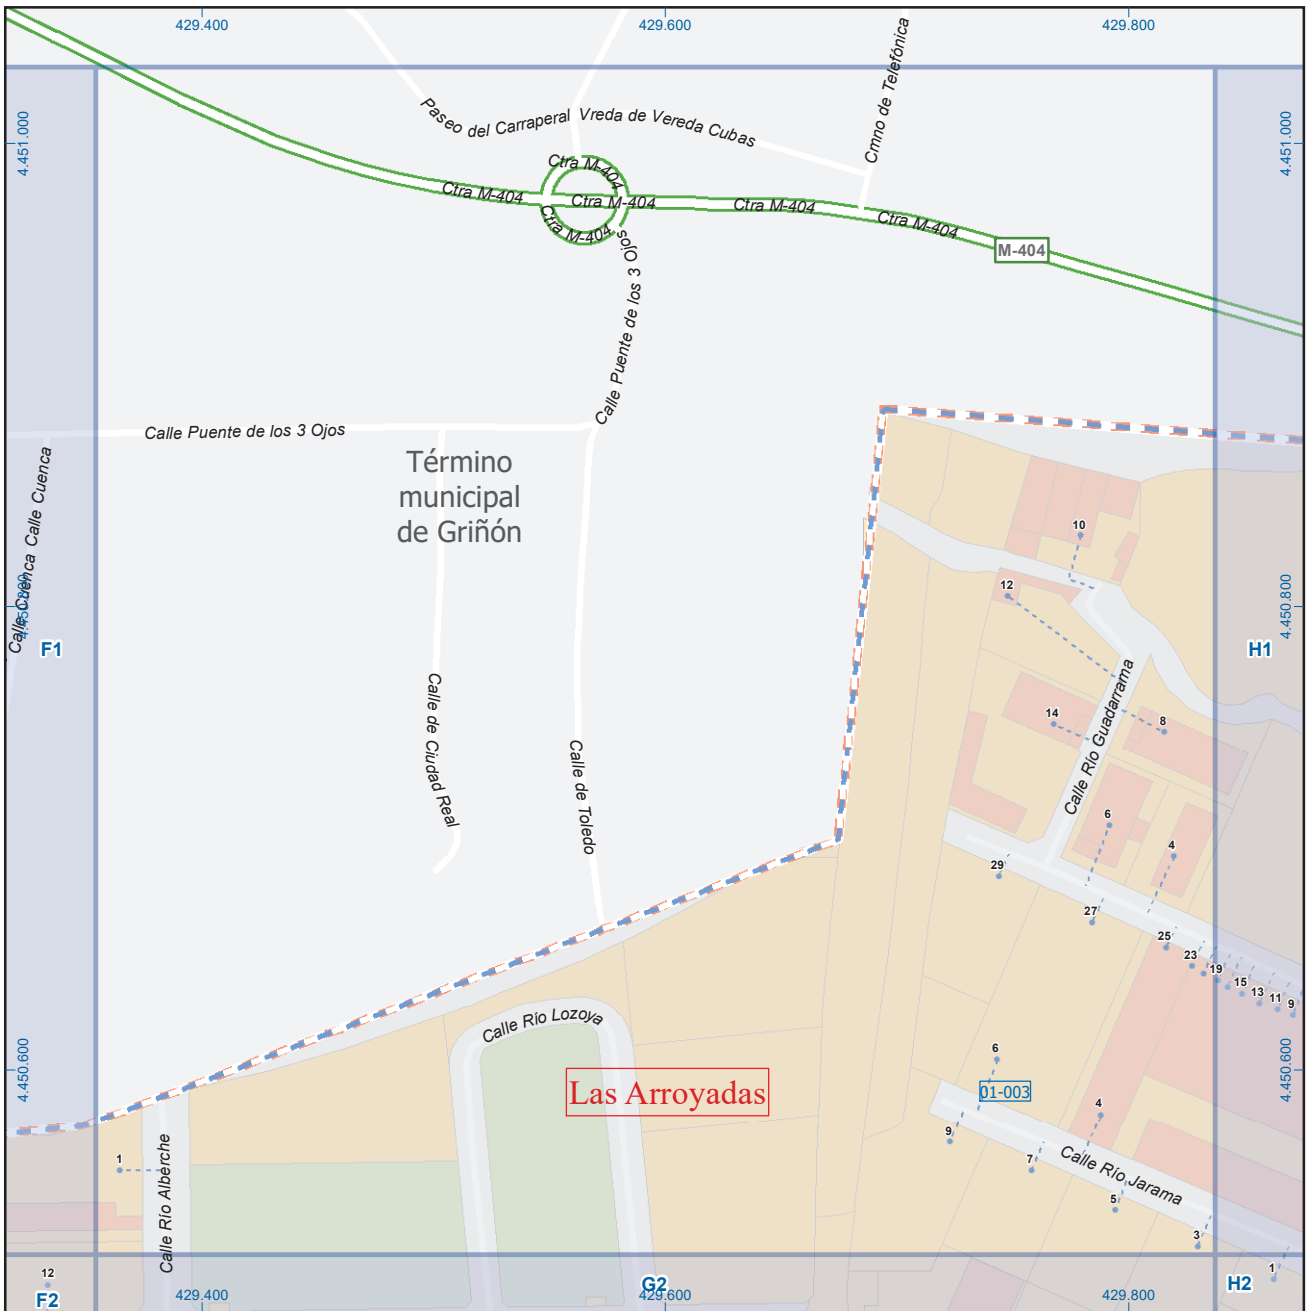 429.400
429.600
429.800
4.451.000
4.451.000
Paseo del Carraperal
Vreda de Vereda Cubas
Cmno de Telefónica
Ctra M-404
Ctra M-404
Ctra M-404
Ctra M-404
Ctra M-404
Ctra M-404
M-404
Calle Puente de los 3 Ojos
Calle Puente de los 3 Ojos
Término
municipal
de Griñón
Calle Cuenca
Calle Cuenca
4.450.800
4.450.800
F1
H1
10
12
14
8
6
4
Calle Río Guadarrama
Calle de Ciudad Real
Calle de Toledo
29
27
25
23
19
15
13
11
9
Calle Río Lozoya
Las Arroyadas
4.450.600
4.450.600
6
01-003
4
9
7
5
3
1
Calle Río Jarama
1
Calle Río Alberche
12
F2
G2
H2
429.400
429.600
429.800